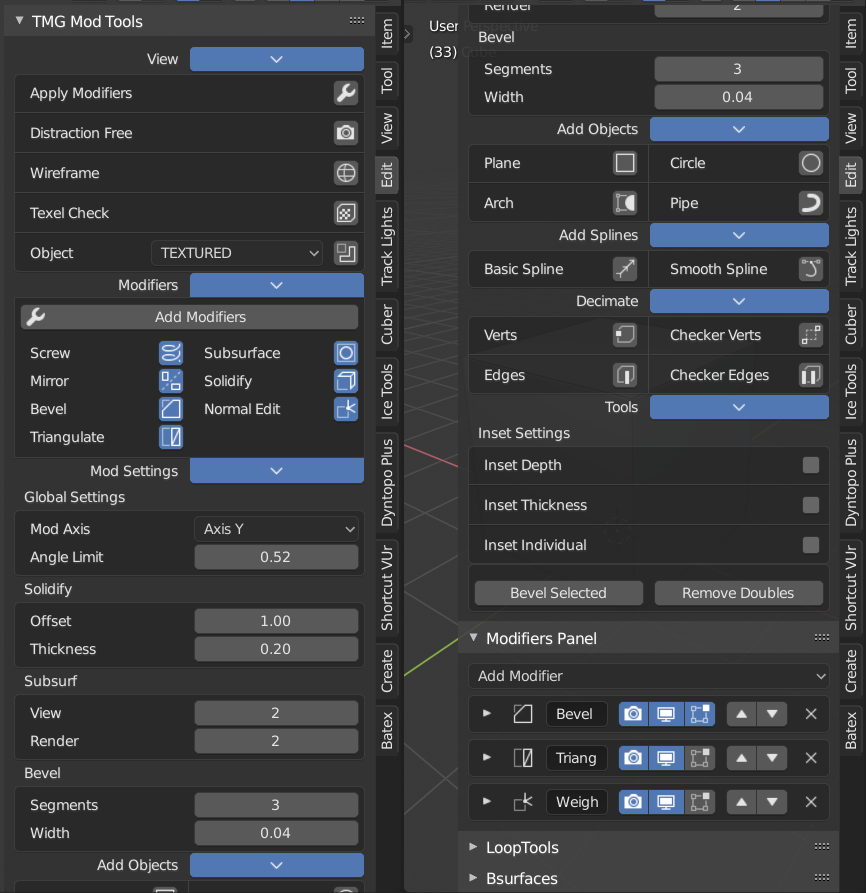 TMG Mod Tools
View
Apply Modifiers
Distraction Free
Wireframe
Texel Check
Object TEXTURED
Modifiers
Add Modifiers
Screw Subsurface
Mirror Solidify
Bevel Normal Edit
Triangulate
Mod Settings
Global Settings
Mod Axis Axis Y
Angle Limit 0.52
Solidify
Offset 1.00
Thickness 0.20
Subsurf
View 2
Render 2
Bevel
Segments 3
Width 0.04
Add Objects
Item
Tool
View
Edit
Track Lights
Cuber
Ice Tools
Dyntopo Plus
Shortcut VUr
Create
Batex
User Perspective
(33) Cube
Render 2
Bevel
Segments 3
Width 0.04
Add Objects
Plane Circle
Arch Pipe
Add Splines
Basic Spline Smooth Spline
Decimate
Verts Checker Verts
Edges Checker Edges
Tools
Inset Settings
Inset Depth
Inset Thickness
Inset Individual
Bevel Selected Remove Doubles
Modifiers Panel
Add Modifier
Bevel
Triang
Weigh
LoopTools
Bsurfaces
Item
Tool
View
Edit
Track Lights
Cuber
Ice Tools
Dyntopo Plus
Shortcut VUr
Create
Batex